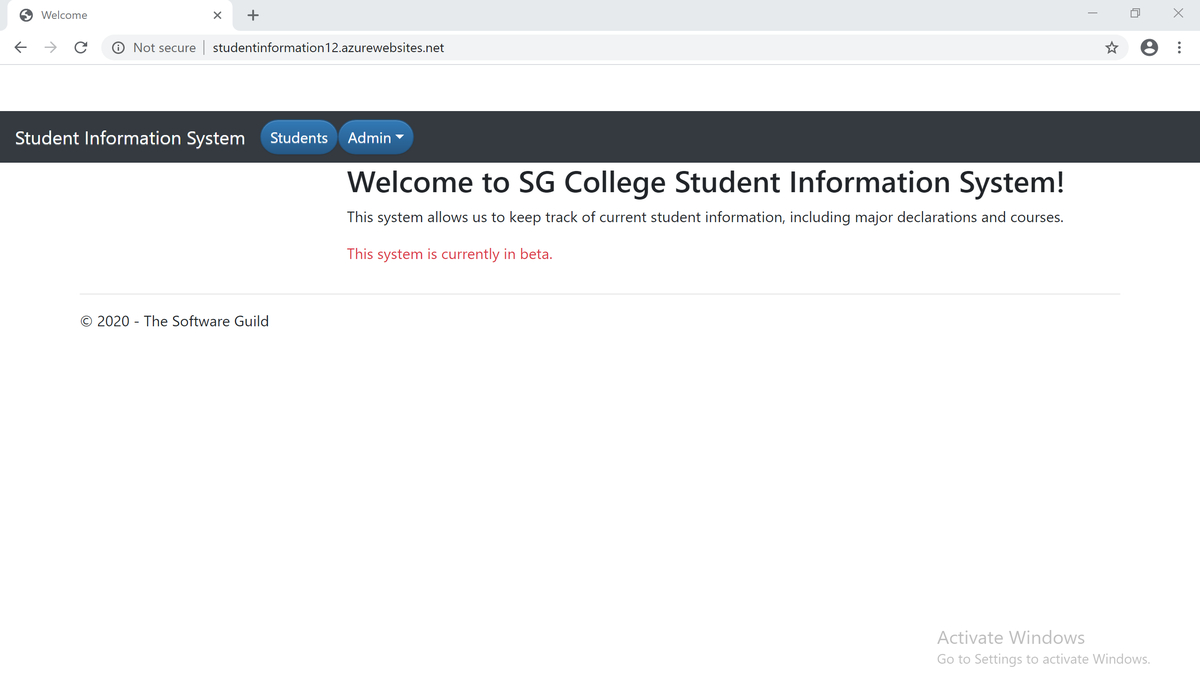 Welcome
Not secure studentinformation12.azurewebsites.net
Student Information System Students Admin
Welcome to SG College Student Information System!
This system allows us to keep track of current student information, including major declarations and courses.
This system is currently in beta.
© 2020 - The Software Guild
Activate Windows
Go to Settings to activate Windows.